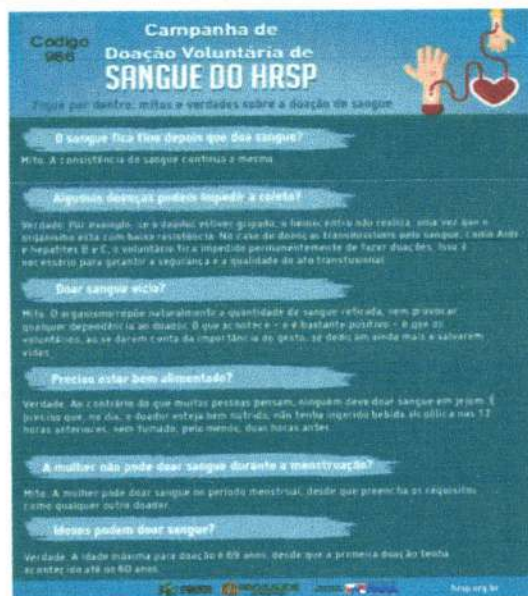 Código
966
Campanha de
Doação Voluntária de
SANGUE DO HRSP
Fique por dentro: mitos e verdades sobre a doação de sangue
O sangue fica fino depois que doa sangue?
Mito. A consistência do sangue continua a mesma.
Algumas doenças podem impedir a coleta?
Verdade. Por exemplo, se o doador estiver gripado, o hemocentro não realiza, uma vez que o
organismo está com baixa resistência. No caso de doenças transmissíveis pelo sangue, como Aids
e hepatites B e C, o voluntário fica impedido permanentemente de fazer doações. Isso é
necessário para garantir a segurança e a qualidade do ato transfusional.
Doar sangue vicia?
Mito. O organismo repõe naturalmente a quantidade de sangue retirada, sem provocar
qualquer dependência ao doador. O que acontece - e é bastante positivo - é que os
voluntários, ao se darem conta da importância do gesto, se dedicam ainda mais a salvarem
vidas.
Precisa estar bem alimentado?
Verdade. Ao contrário do que muitas pessoas pensam, ninguém deve doar sangue em jejum. É
preciso que, no dia, o doador esteja bem nutrido, não tenha ingerido bebida alcoólica nas 12
horas anteriores, nem fumado, pelo menos, duas horas antes.
A mulher não pode doar sangue durante a menstruação?
Mito. A mulher pode doar sangue no período menstrual, desde que preencha os requisitos
como qualquer outro doador.
Idosos podem doar sangue?
Verdade. A idade máxima para doação é 69 anos, desde que a primeira doação tenha
acontecido até os 60 anos.
hrsp.org.br